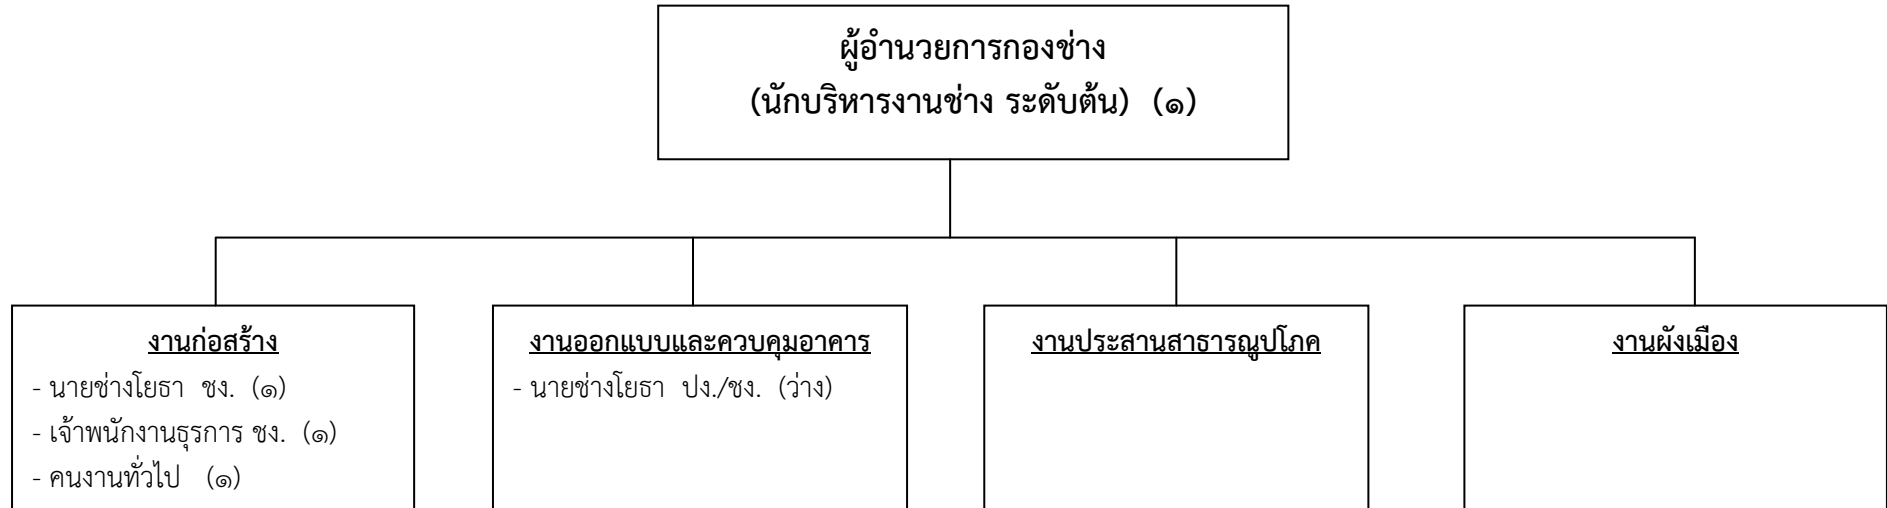 ผู้อำนวยการกองช่าง
(นักบริหารงานช่าง ระดับต้น) (๑)
งานก่อสร้าง
- นายช่างโยธา ชง. (๑)
- เจ้าพนักงานธุรการ ชง. (๑)
- คนงานทั่วไป (๑)
งานออกแบบและควบคุมอาคาร
- นายช่างโยธา ปง./ชง. (ว่าง)
งานประสานสาธารณูปโภค
งานผังเมือง